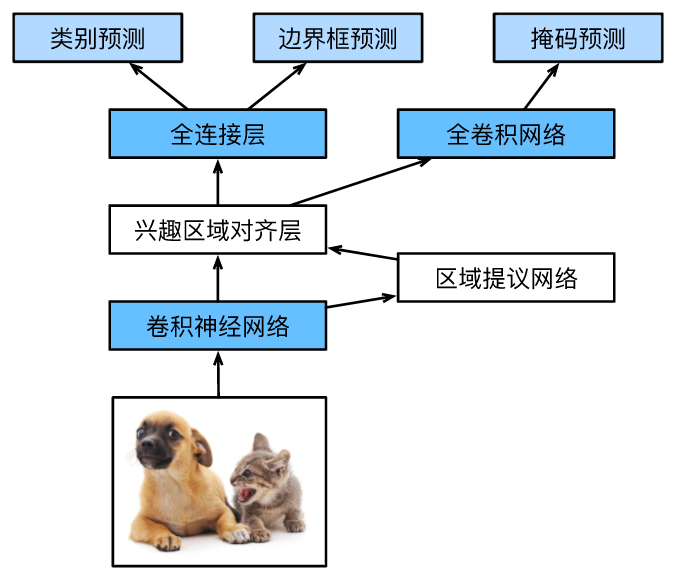 类别预测
边界框预测
掩码预测
全连接层
全卷积网络
兴趣区域对齐层
区域提议网络
卷积神经网络